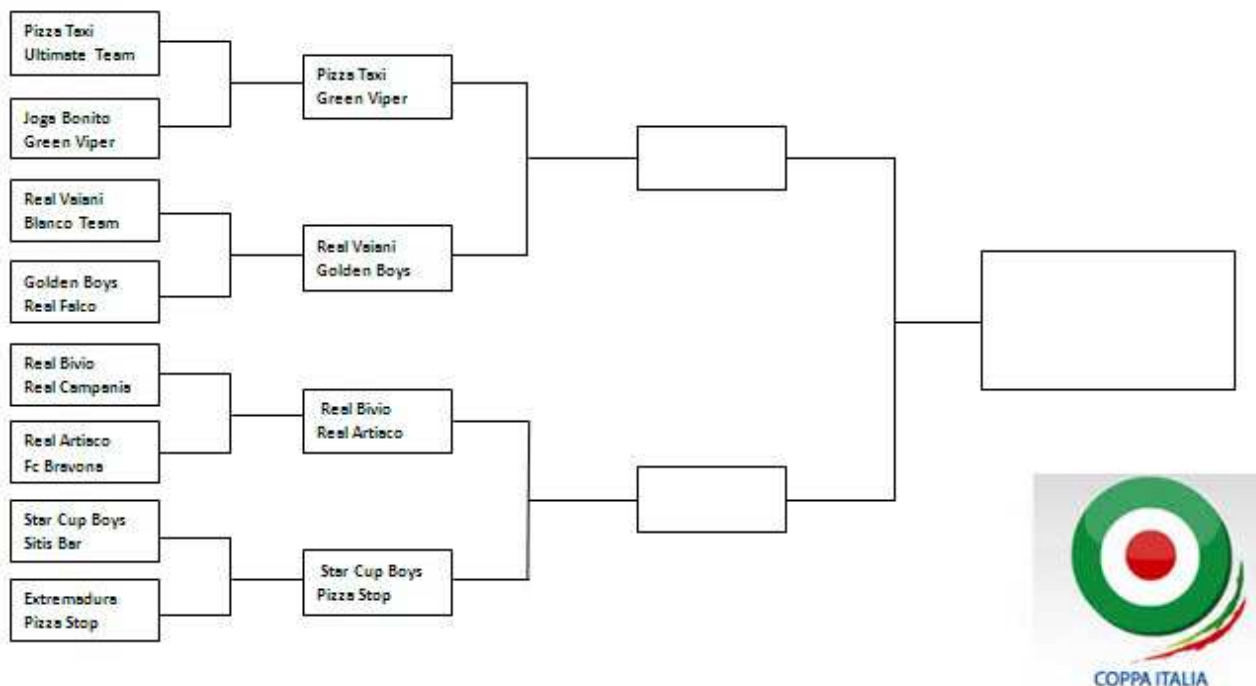 Pizza Taxi
Ultimate Team
Joga Bonito
Green Viper
Real Vaiani
Blanco Team
Golden Boys
Real Falco
Real Bivio
Real Campania
Real Artiaco
Fc Bravona
Star Cup Boys
Sitis Bar
Extremadura
Pizza Stop
Pizza Taxi
Green Viper
Real Vaiani
Golden Boys
Real Bivio
Real Artiaco
Star Cup Boys
Pizza Stop
COPPA ITALIA